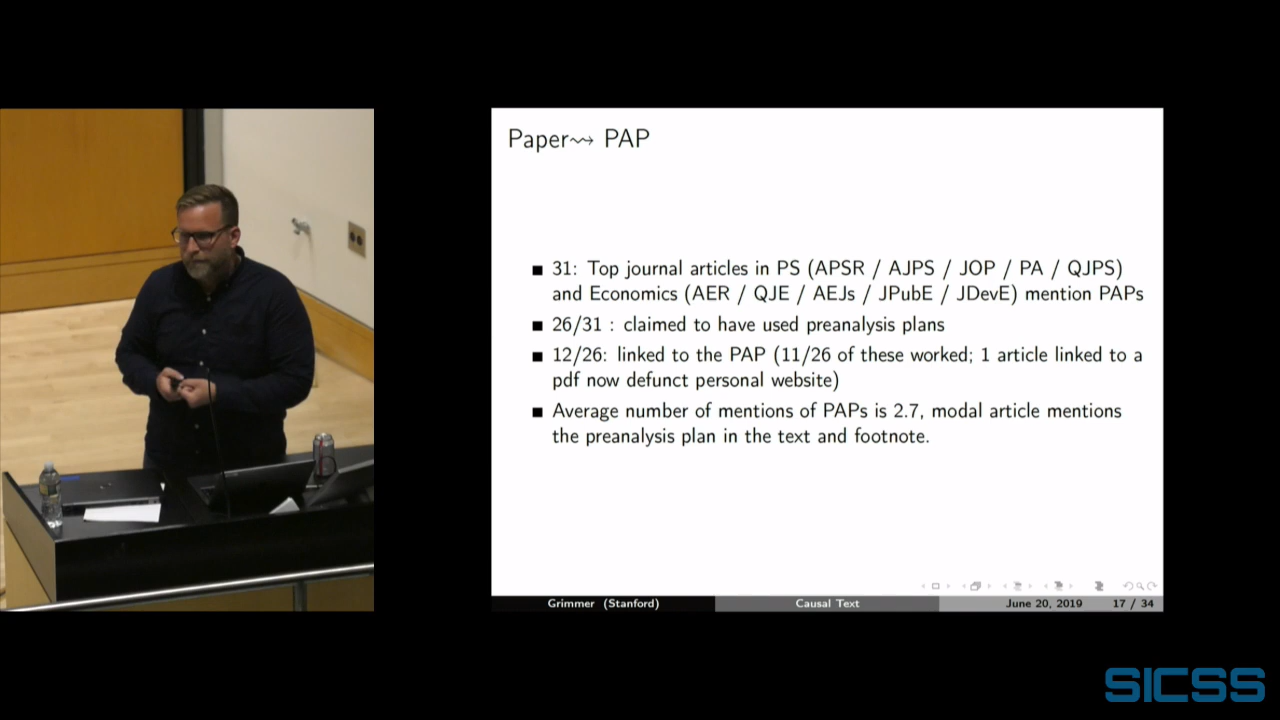 Paper⇝ PAP
■ 31: Top journal articles in PS (APSR / AJPS / JOP / PA / QJPS)
and Economics (AER / QJE / AEJs / JPubE / JDevE) mention PAPs
■ 26/31 : claimed to have used preanalysis plans
■ 12/26: linked to the PAP (11/26 of these worked; 1 article linked to a
pdf now defunct personal website)
■ Average number of mentions of PAPs is 2.7, modal article mentions
the preanalysis plan in the text and footnote.
Grimmer (Stanford) Causal Text June 20, 2019 17 / 34
SICSS